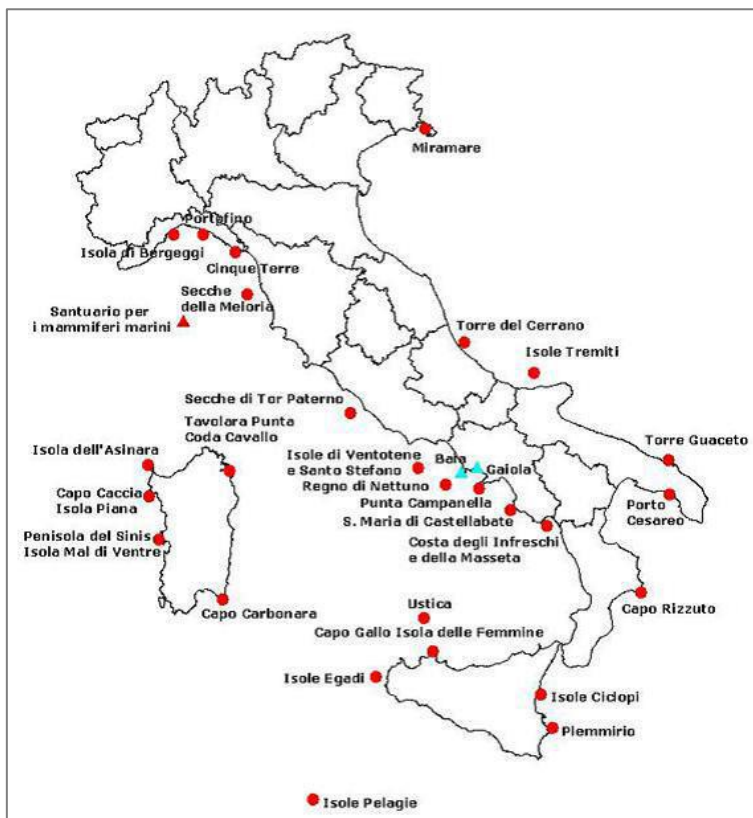 Miramare
Portofino
Isola di Bergeggi
Cinque Terre
Secche
della Meloria
Santuario per
i mammiferi marini
Torre del Cerrano
Isole Tremiti
Secche di Tor Paterno
Tavolara Punta
Coda Cavallo
Isola dell'Asinara
Isole di Ventotene
e Santo Stefano
Baia
Gaiola
Torre Guaceto
Capo Caccia
Isola Piana
Regno di Nettuno
Punta Campanella
Porto
Cesareo
S. Maria di Castellabate
Penisola del Sinis
Isola Mal di Ventre
Costa degli Infreschi
e della Masseta
Capo Carbonara
Ustica
Capo Rizzuto
Capo Gallo Isola delle Femmine
Isole Egadi
Isole Ciclopi
Plemmirio
Isole Pelagie